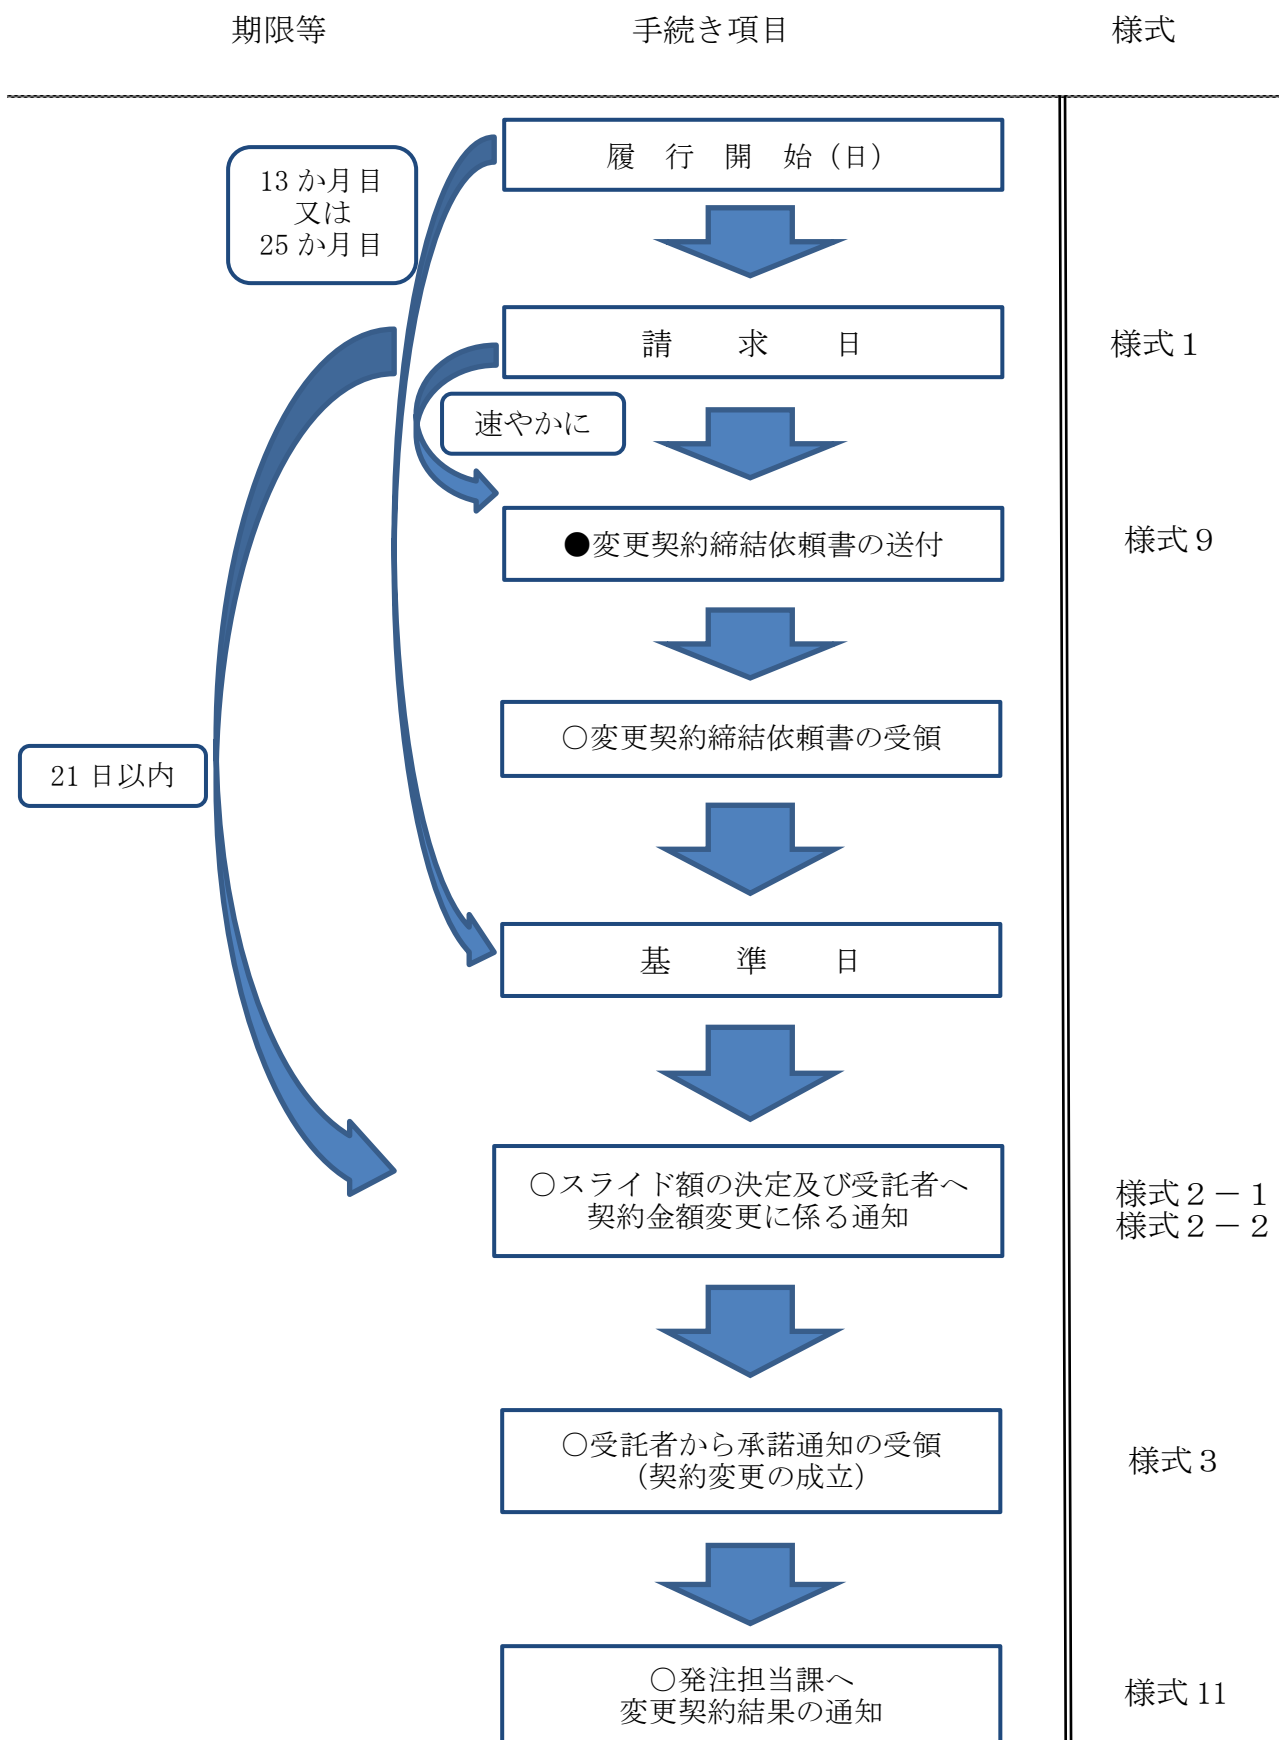 期限等
手続き項目
様式
履行開始（日）
13か月目
又は
25か月目
請求日
様式１
速やかに
●変更契約締結依頼書の送付
様式９
○変更契約締結依頼書の受領
21日以内
基準日
○スライド額の決定及び受託者へ
契約金額変更に係る通知
様式２－１
様式２－２
○受託者から承諾通知の受領
（契約変更の成立）
様式３
○発注担当課へ
変更契約結果の通知
様式11